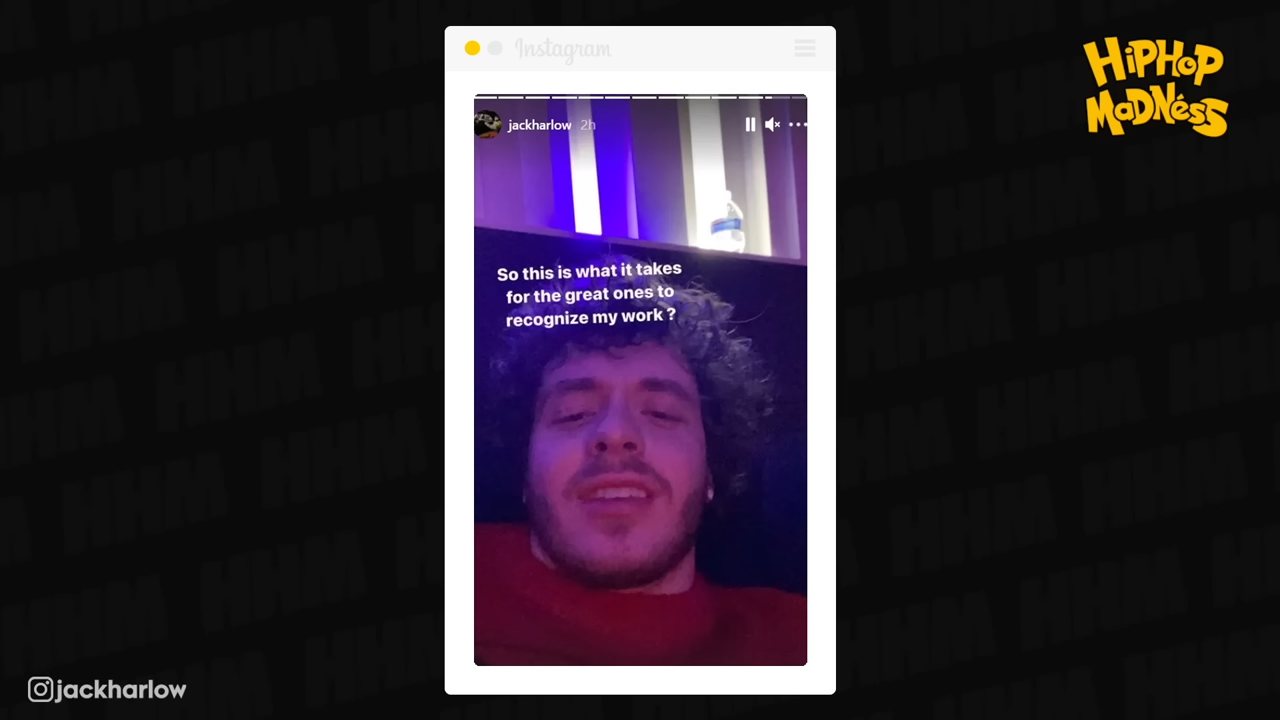 Instagram
HiPHOP
MADNESS
jackharlow 2h
So this is what it takes
for the great ones to
recognize my work ?
jackharlow